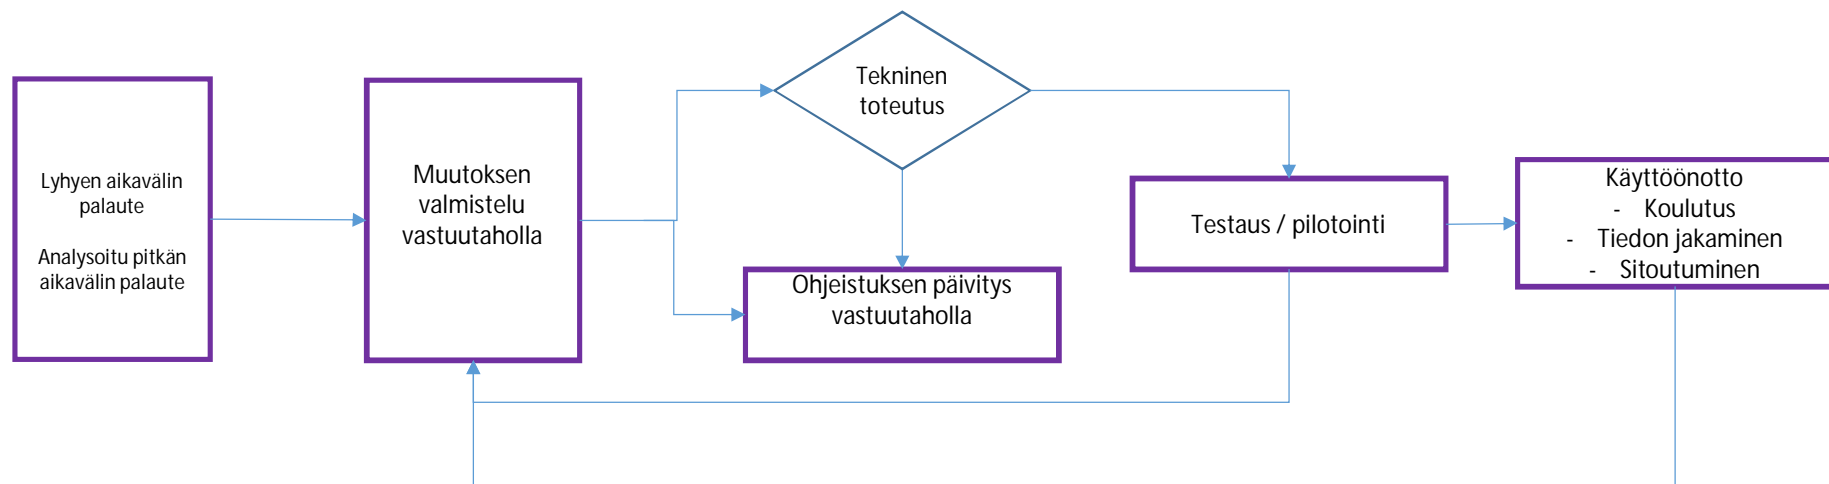 Lyhyen aikavälin
palaute
Analysoitu pitkän
aikavälin palaute
Muutoksen
valmistelu
vastuutaholla
Tekninen
toteutus
Ohjeistuksen päivitys
vastuutaholla
Testaus / pilotointi
Käyttöönotto
- Koulutus
- Tiedon jakaminen
- Sitoutuminen